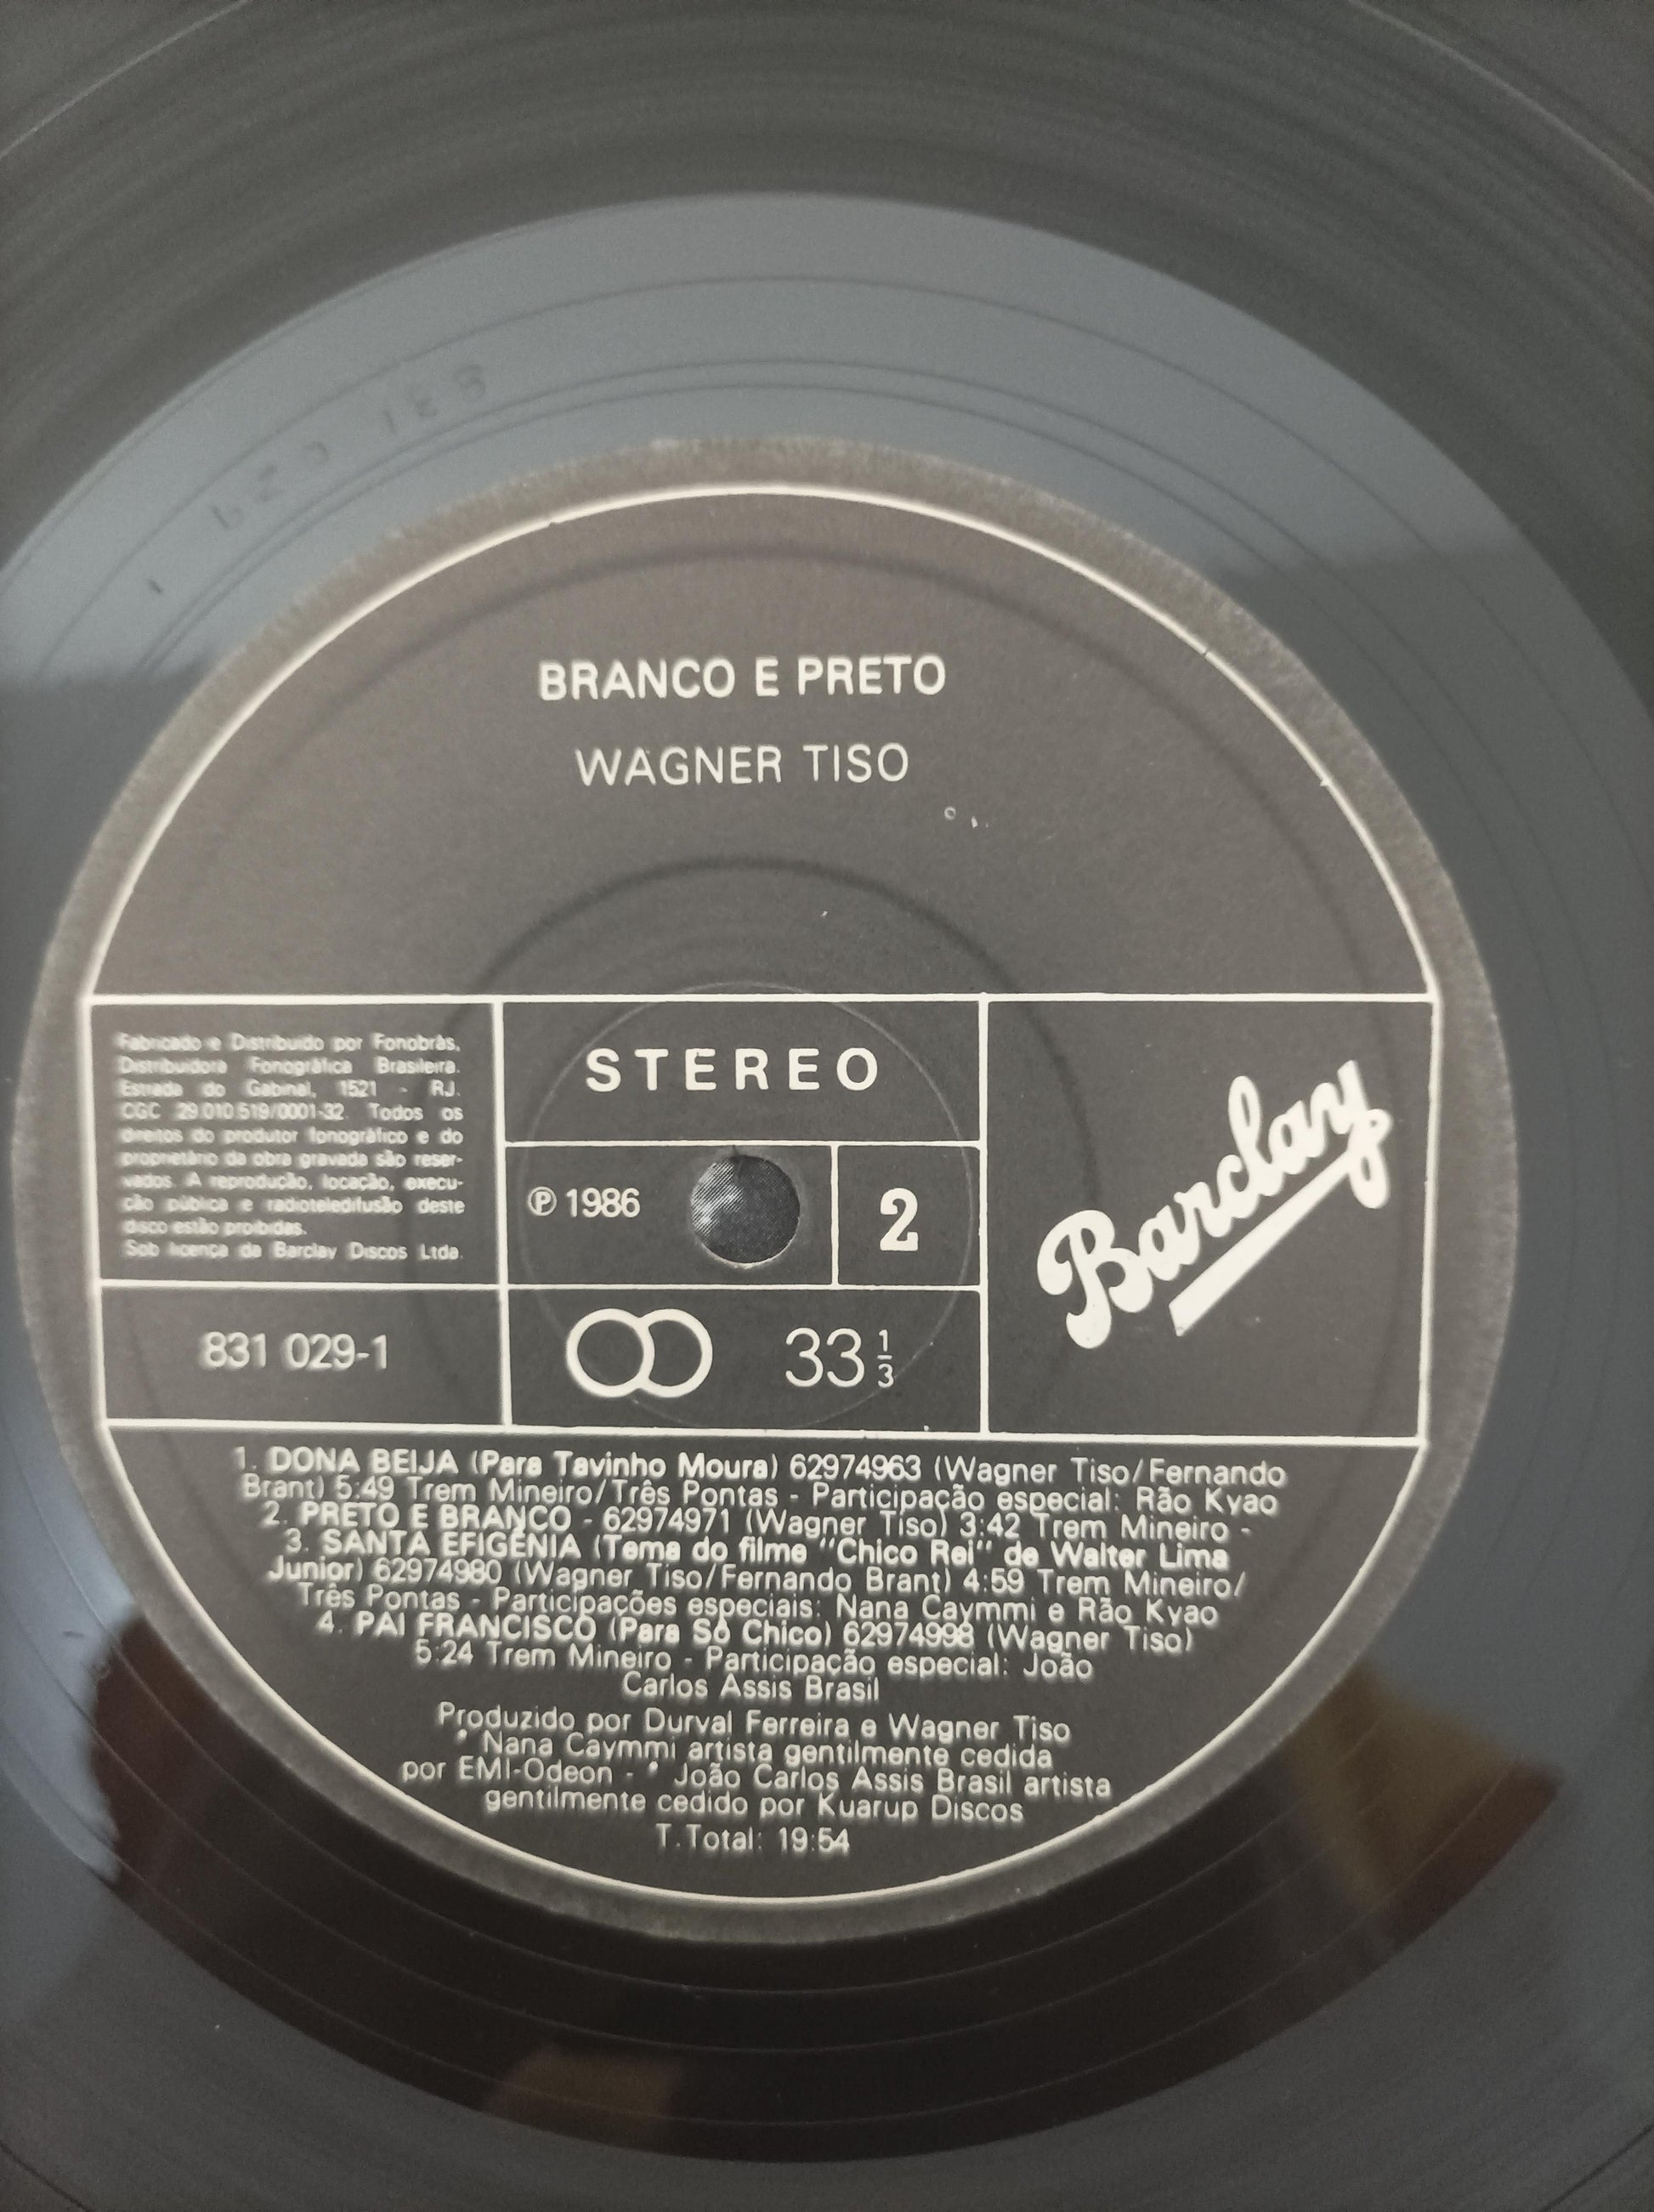 831 029
BRANCO E PRETO
WAGNER TISO
Fabricado e Distribuido por Fonobrás,
Distribuidora Fonográfica Brasileira.
Estrada do Gabinal, 1521 - RJ.
CGC 29.010.519/0001-32. Todos os
direitos do produtor fonográfico e do
proprietário da obra gravada são reser-
vados. A reprodução, locação, execu-
ção pública e radioteledifusão deste
disco estão proibidas.
Sob licença da Barclay Discos Ltda.
831 029-1
STEREO
℗ 1986
2
33 1/3
Barclay
1. DONA BEIJA (Para Tavinho Moura) 62974963 (Wagner Tiso/Fernando
Brant) 5:49 Trem Mineiro/Três Pontas - Participação especial: Rão Kyao
2. PRETO E BRANCO - 62974971 (Wagner Tiso) 3:42 Trem Mineiro -
3. SANTA EFIGÊNIA (Tema do filme "Chico Rei" de Walter Lima
Junior) 62974980 (Wagner Tiso/Fernando Brant) 4:59 Trem Mineiro/
Três Pontas - Participações especiais: Nana Caymmi e Rão Kyao
4. PAI FRANCISCO (Para Sô Chico) 62974998 (Wagner Tiso)
5:24 Trem Mineiro - Participação especial: João
Carlos Assis Brasil
Produzido por Durval Ferreira e Wagner Tiso
* Nana Caymmi artista gentilmente cedida
por EMI-Odeon - * João Carlos Assis Brasil artista
gentilmente cedido por Kuarup Discos
T.Total: 19:54